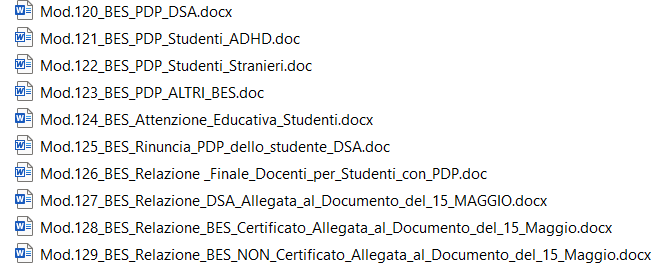 Mod.120_BES_PDP_DSA.docx
Mod.121_BES_PDP_Studenti_ADHD.doc
Mod.122_BES_PDP_Studenti_Stranieri.doc
Mod.123_BES_PDP_ALTRI_BES.doc
Mod.124_BES_Attenzione_Educativa_Studenti.docx
Mod.125_BES_Rinuncia_PDP_dello_studente_DSA.doc
Mod.126_BES_Relazione _Finale_Docenti_per_Studenti_con_PDP.doc
Mod.127_BES_Relazione_DSA_Allegata_al_Documento_del_15_MAGGIO.docx
Mod.128_BES_Relazione_BES_Certificato_Allegata_al_Documento_del_15_Maggio.docx
Mod.129_BES_Relazione_BES_NON_Certificato_Allegata_al_Documento_del_15_Maggio.docx